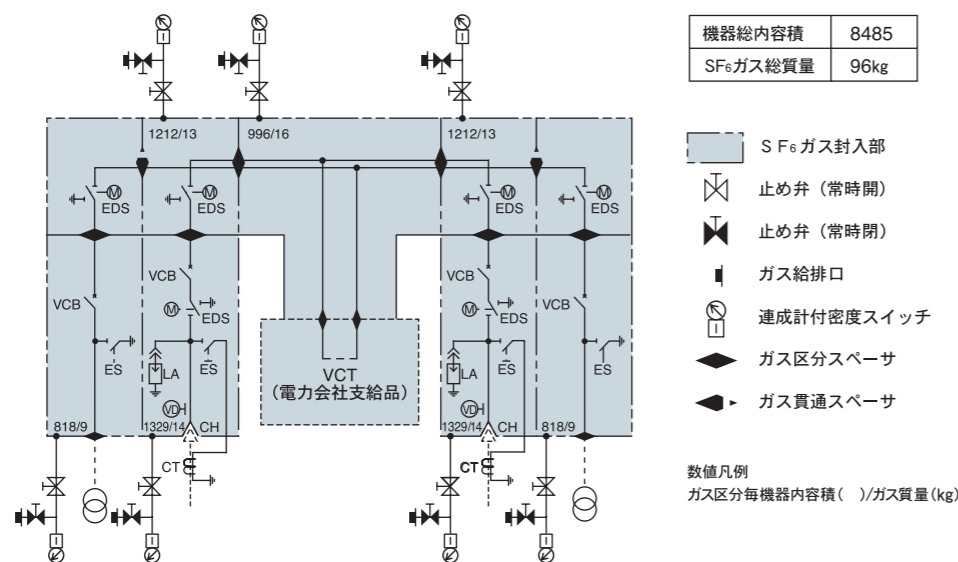 機器総内容積 8485
SF₆ガス総質量 96kg
1212/13 996/16 1212/13
M M M M
EDS EDS EDS EDS
SF₆ガス封入部
止め弁（常時開）
止め弁（常時閉）
ガス給排口
連成計付密度スイッチ
ガス区分スペーサ
ガス貫通スペーサ
VCB VCB
VCB VCB
M EDS M EDS
ES LA ES LA ES ES
VCT
（電力会社支給品）
VD VD
818/9 1329/14 CH 1329/14 CH 818/9
CT CT
数値凡例
ガス区分毎機器内容積( )/ガス質量(kg)